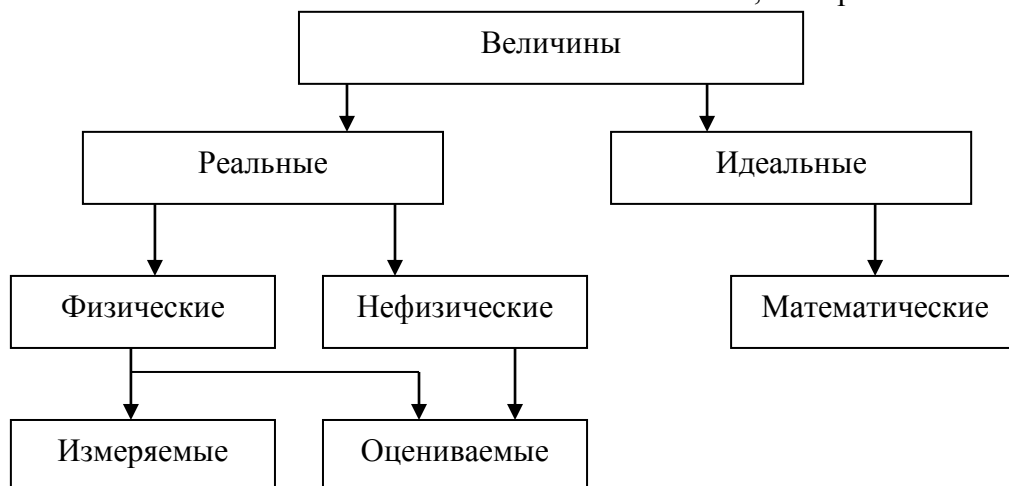 Величины
Реальные
Идеальные
Физические
Нефизические
Математические
Измеряемые
Оцениваемые